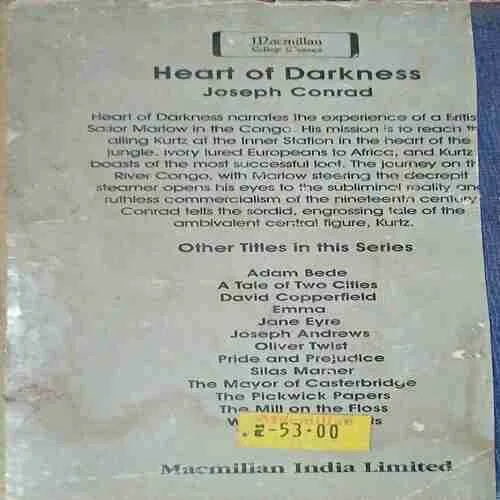 Macmillan
College Classics
Heart of Darkness
Joseph Conrad
Heart of Darkness narrates the experience of a Britis
Sailor Marlow in the Congo. His mission is to reach th
ailing Kurtz at the Inner Station in the heart of the
jungle. Ivory lured Europeans to Africa, and Kurtz
boasts of the most successful loot. The journey on th
River Congo, with Marlow steering the decrepit
steamer opens his eyes to the subliminal reality and
ruthless commercialism of the nineteenth century
Conrad tells the sordid, engrossing tale of the
ambivalent central figure, Kurtz.
Other Titles in this Series
Adam Bede
A Tale of Two Cities
David Copperfield
Emma
Jane Eyre
Joseph Andrews
Oliver Twist
Pride and Prejudice
Silas Marner
The Mayor of Casterbridge
The Pickwick Papers
The Mill on the Floss
53·00
Macmillan India Limited